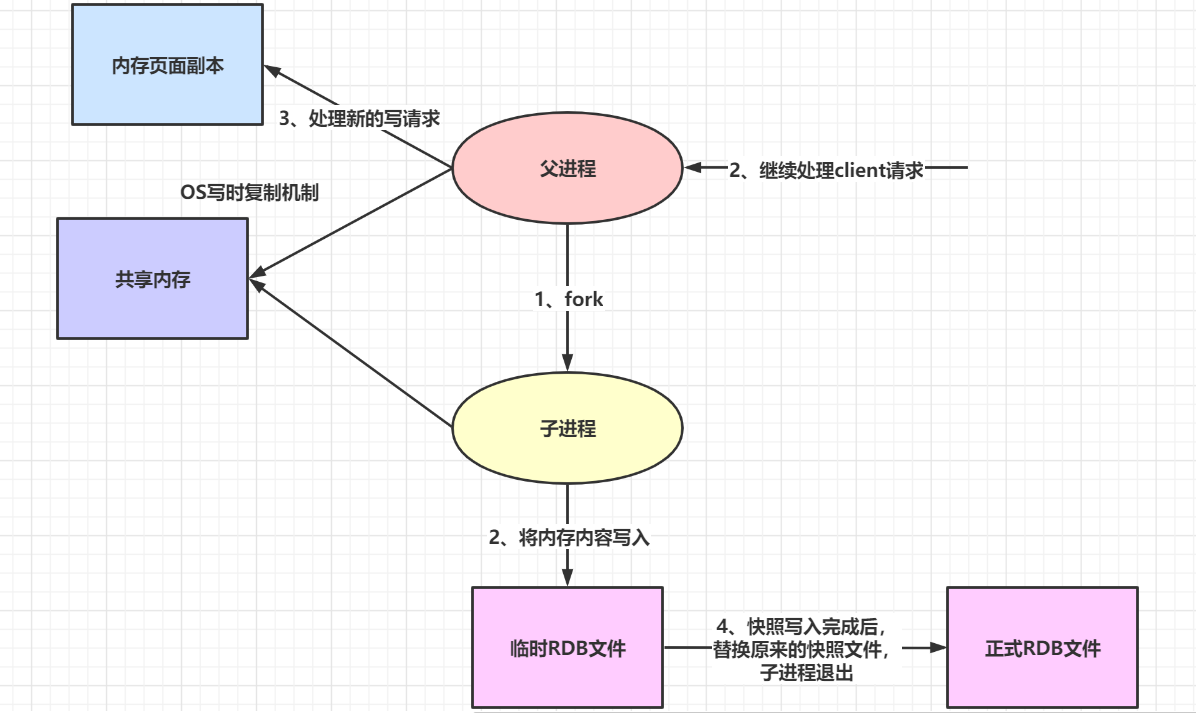 内存页面副本
3、处理新的写请求
父进程
2、继续处理client请求
OS写时复制机制
共享内存
1、fork
子进程
2、将内存内容写入
临时RDB文件
4、快照写入完成后，
替换原来的快照文件，
子进程退出
正式RDB文件